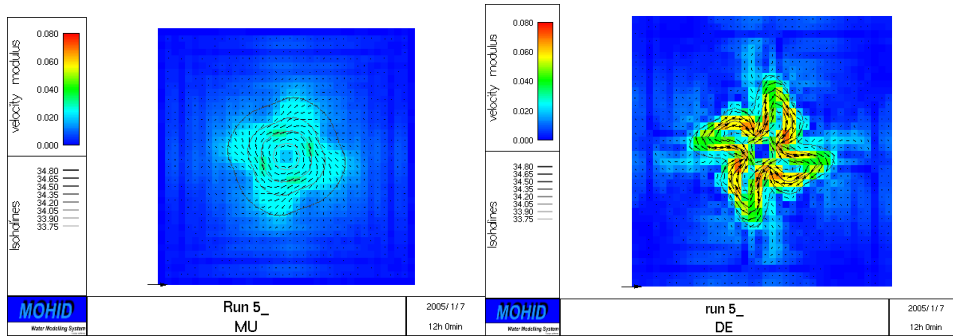 velocity modulus
0.080
0.060
0.040
0.020
0.000
Isohalines
34.80
34.65
34.50
34.35
34.20
34.05
33.90
33.75
MOHID
Water Modelling System
Run 5_
MU
2005/1/7
12h 0min
velocity modulus
0.080
0.060
0.040
0.020
0.000
Isohalines
34.80
34.65
34.50
34.35
34.20
34.05
33.90
33.75
MOHID
Water Modelling System
run 5_
DE
2005/1/7
12h 0min